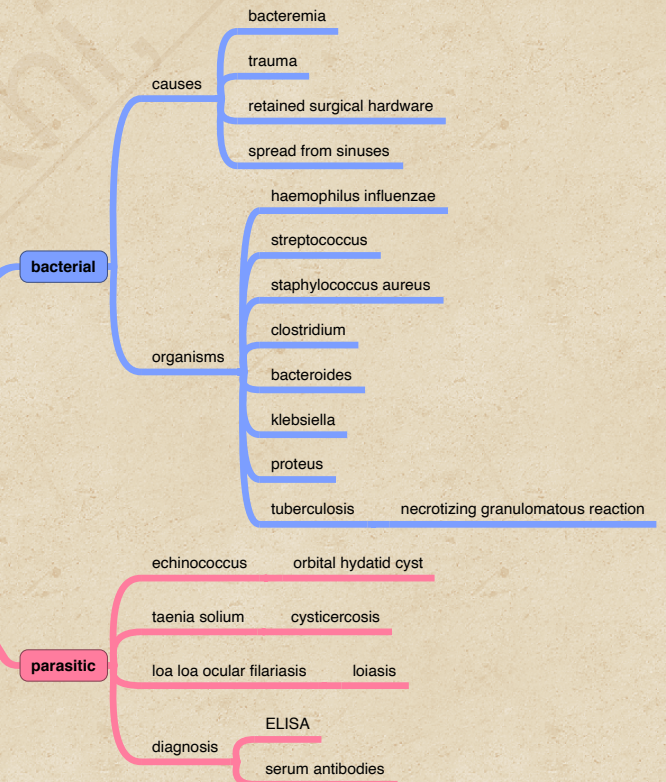 bacterial
causes
bacteremia
trauma
retained surgical hardware
spread from sinuses
organisms
haemophilus influenzae
streptococcus
staphylococcus aureus
clostridium
bacteroides
klebsiella
proteus
tuberculosis necrotizing granulomatous reaction
parasitic
echinococcus orbital hydatid cyst
taenia solium cysticercosis
loa loa ocular filariasis loiasis
diagnosis
ELISA
serum antibodies